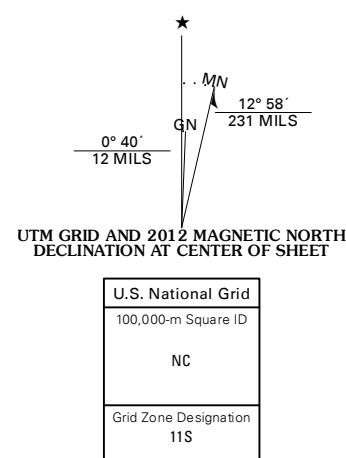 ★
MN
12° 58´
231 MILS
GN
0° 40´
12 MILS
UTM GRID AND 2012 MAGNETIC NORTH
DECLINATION AT CENTER OF SHEET
U.S. National Grid
100,000-m Square ID
NC
Grid Zone Designation
11S